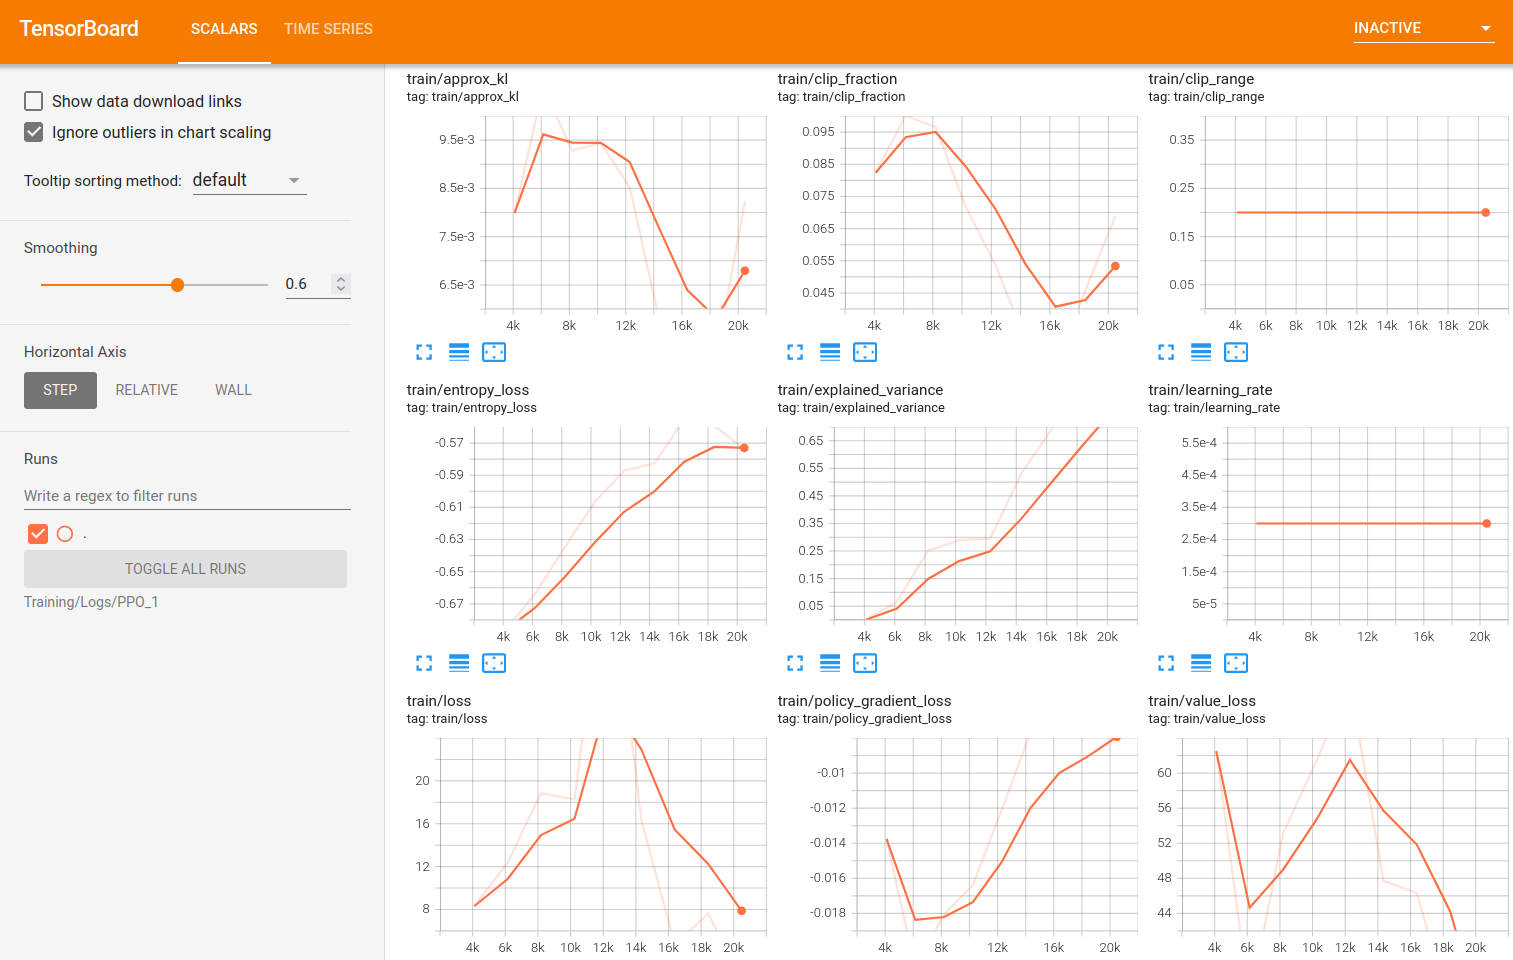 TensorBoard
SCALARS
TIME SERIES
INACTIVE
Show data download links
Ignore outliers in chart scaling
Tooltip sorting method:
default
Smoothing
0.6
Horizontal Axis
STEP
RELATIVE
WALL
Runs
Write a regex to filter runs
.
TOGGLE ALL RUNS
Training/Logs/PPO_1
train/approx_kl
tag: train/approx_kl
9.5e-3
8.5e-3
7.5e-3
6.5e-3
4k 8k 12k 16k 20k
train/clip_fraction
tag: train/clip_fraction
0.095
0.085
0.075
0.065
0.055
0.045
4k 8k 12k 16k 20k
train/clip_range
tag: train/clip_range
0.35
0.25
0.15
0.05
4k 6k 8k 10k 12k 14k 16k 18k 20k
train/entropy_loss
tag: train/entropy_loss
-0.57
-0.59
-0.61
-0.63
-0.65
-0.67
4k 6k 8k 10k 12k 14k 16k 18k 20k
train/explained_variance
tag: train/explained_variance
0.65
0.55
0.45
0.35
0.25
0.15
0.05
4k 6k 8k 10k 12k 14k 16k 18k 20k
train/learning_rate
tag: train/learning_rate
5.5e-4
4.5e-4
3.5e-4
2.5e-4
1.5e-4
5e-5
4k 8k 12k 16k 20k
train/loss
tag: train/loss
20
16
12
8
4k 6k 8k 10k 12k 14k 16k 18k 20k
train/policy_gradient_loss
tag: train/policy_gradient_loss
-0.01
-0.012
-0.014
-0.016
-0.018
4k 8k 12k 16k 20k
train/value_loss
tag: train/value_loss
60
56
52
48
44
4k 6k 8k 10k 12k 14k 16k 18k 20k